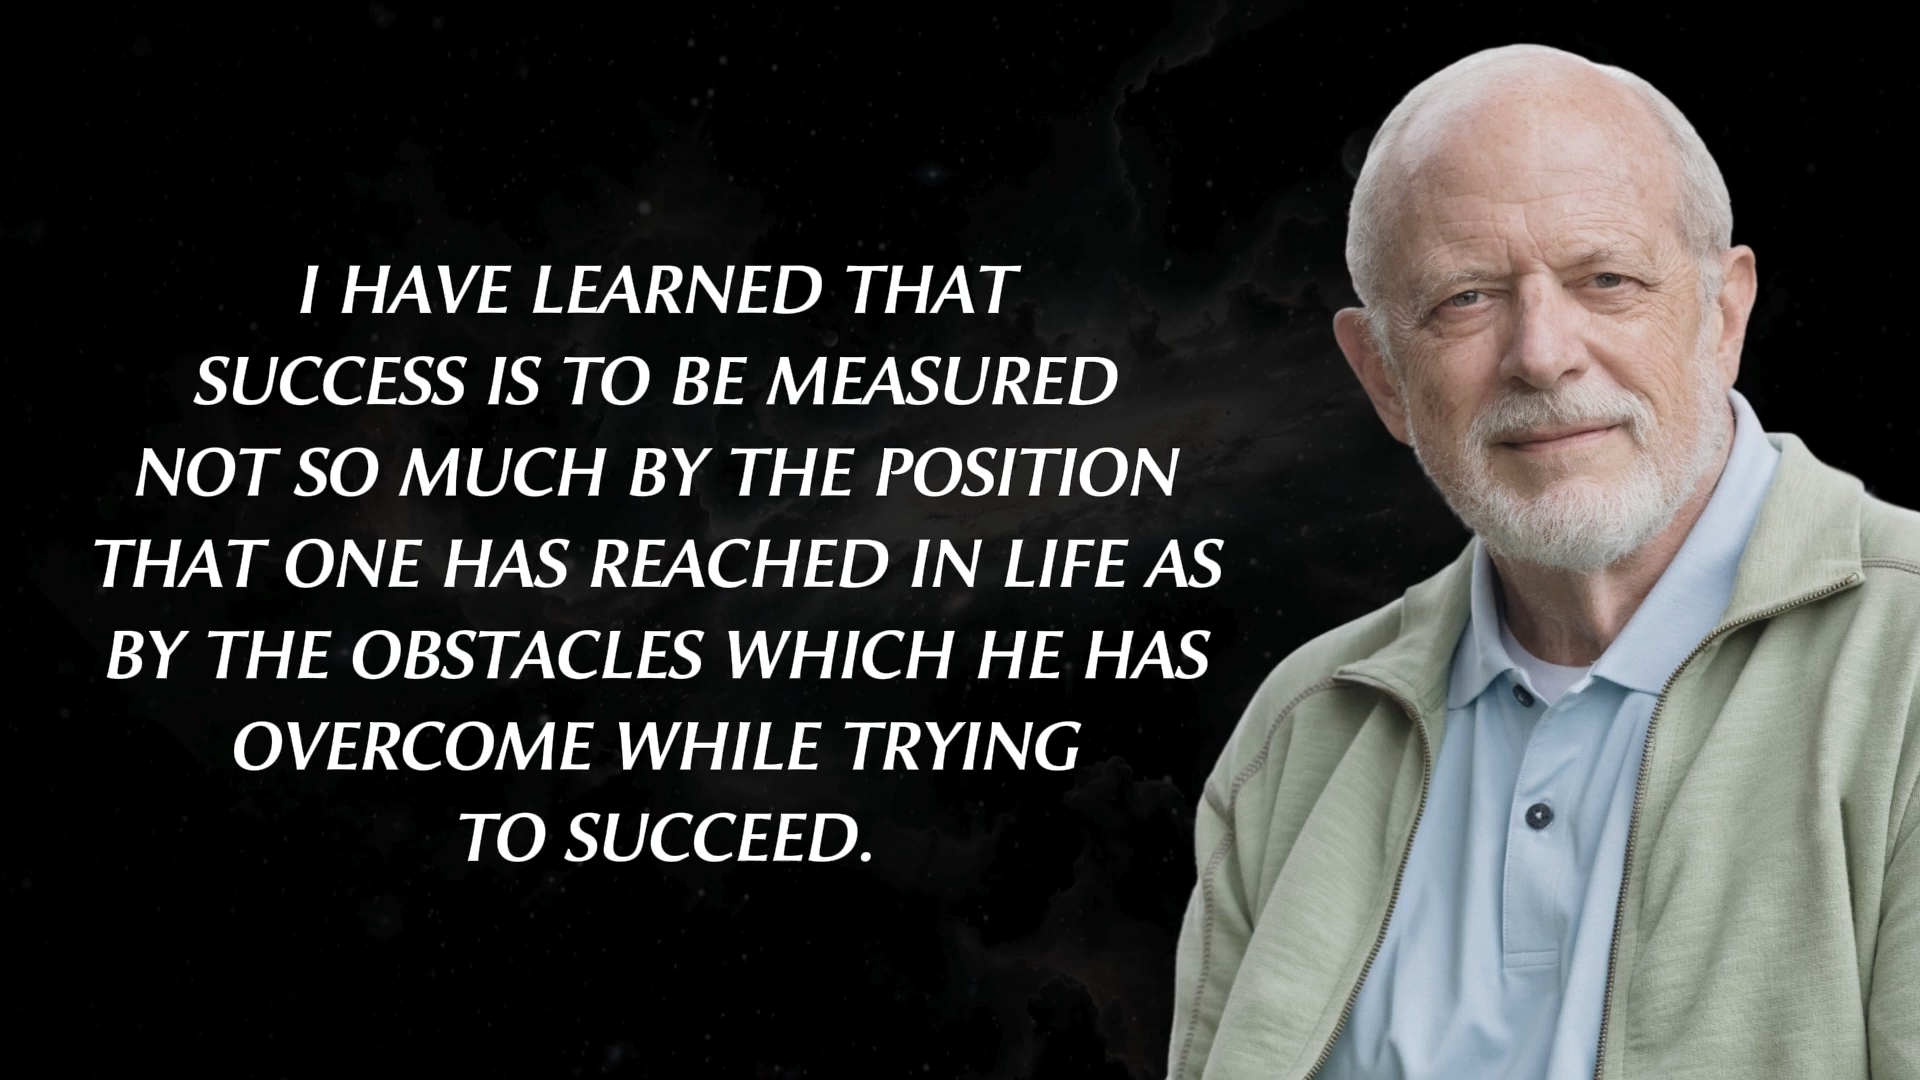 I HAVE LEARNED THAT
SUCCESS IS TO BE MEASURED
NOT SO MUCH BY THE POSITION
THAT ONE HAS REACHED IN LIFE AS
BY THE OBSTACLES WHICH HE HAS
OVERCOME WHILE TRYING
TO SUCCEED.